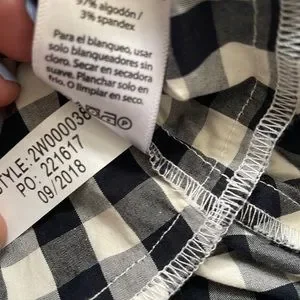 97% algodón/
3% spandex
Para el blanqueo, usar
solo blanqueadores sin
cloro. Secar en secadora
suave. Planchar solo en
frío. O limpiar en seco.
STYLE: 2W000038
PO: 221617
09/2018